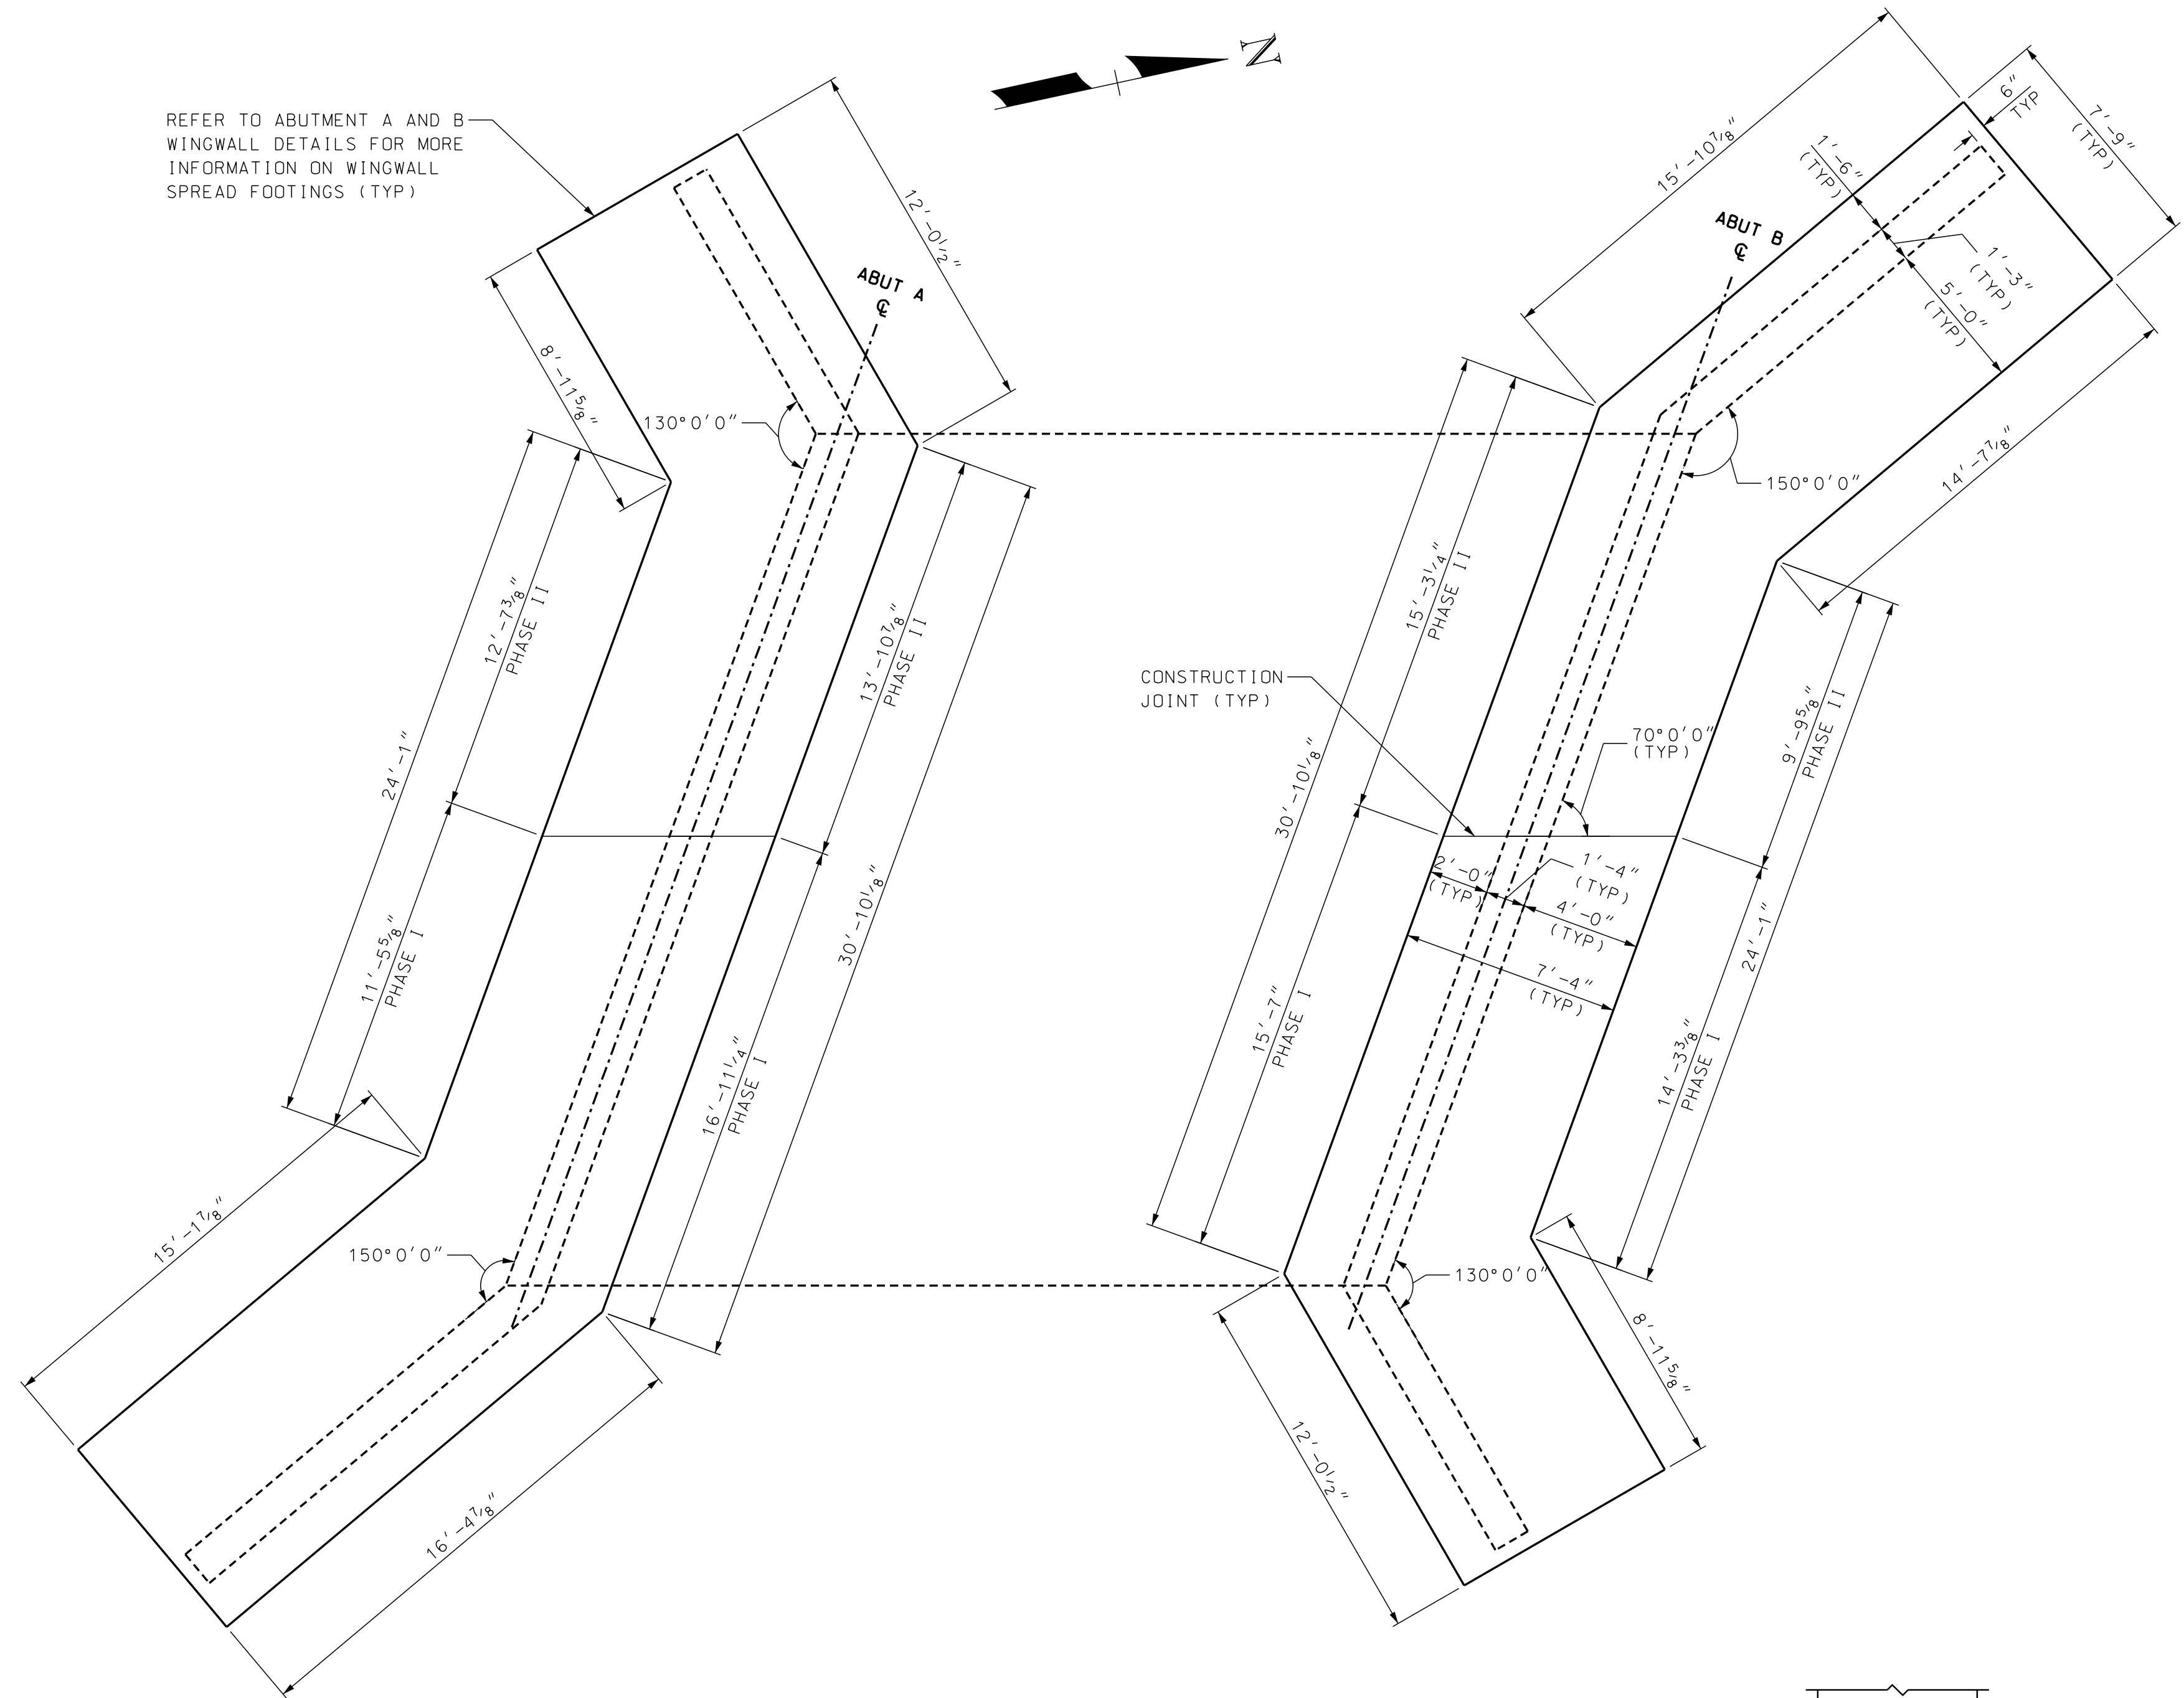 N
REFER TO ABUTMENT A AND B
WINGWALL DETAILS FOR MORE
INFORMATION ON WINGWALL
SPREAD FOOTINGS (TYP)
12'-0½"
ABUT A
℄
8'-11⅝"
130°0'0"
12'-7⅜"
PHASE II
24'-1"
13'-10⅞"
PHASE II
30'-10⅛"
11'-5⅝"
PHASE I
16'-11¼"
PHASE I
15'-1⅞"
150°0'0"
16'-4⅞"
15'-10⅞"
6"
TYP
7'-9"
(TYP)
1'-6"
(TYP)
ABUT B
℄
1'-3"
(TYP)
5'-0"
(TYP)
14'-7⅞"
150°0'0"
15'-3¼"
PHASE II
CONSTRUCTION
JOINT (TYP)
30'-10⅛"
70°0'0"
(TYP)
9'-9⅝"
PHASE II
2'-0"
(TYP)
1'-4"
(TYP)
4'-0"
(TYP)
7'-4"
(TYP)
24'-1"
15'-7"
PHASE I
14'-3⅜"
PHASE I
130°0'0"
8'-11⅝"
12'-0½"